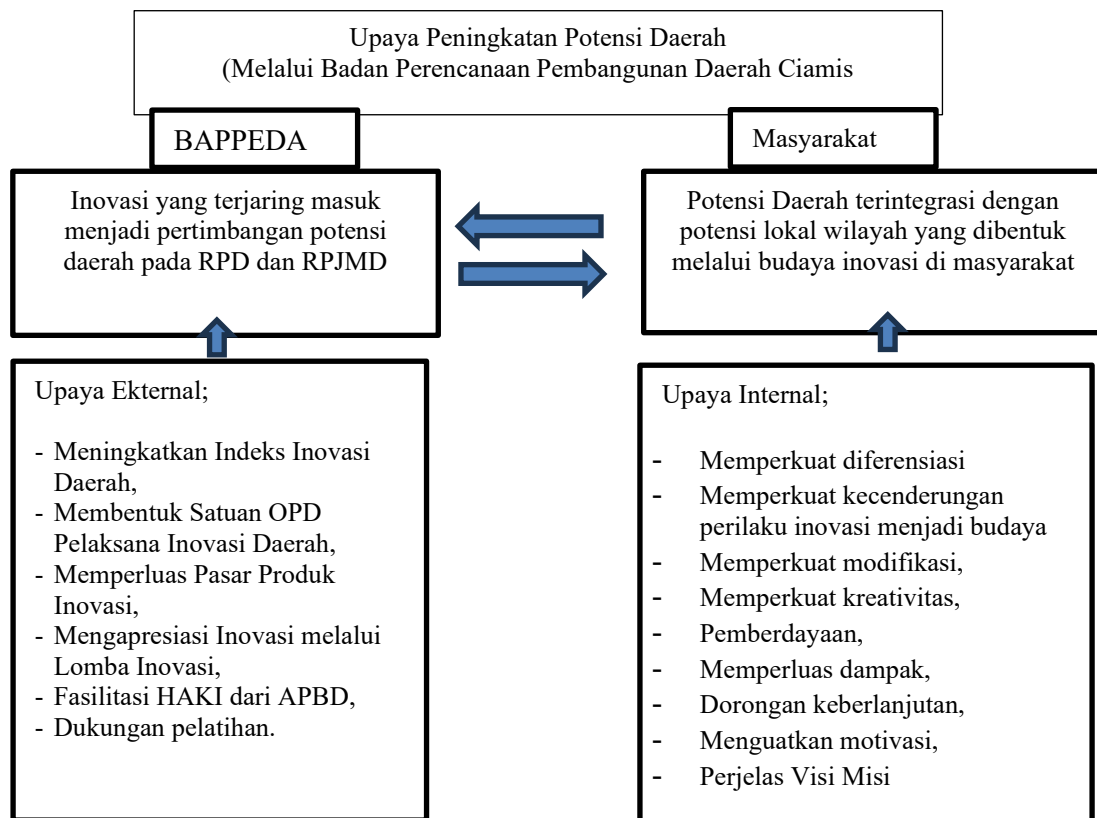 Upaya Peningkatan Potensi Daerah
(Melalui Badan Perencanaan Pembangunan Daerah Ciamis
BAPPEDA
Inovasi yang terjaring masuk
menjadi pertimbangan potensi
daerah pada RPD dan RPJMD
Masyarakat
Potensi Daerah terintegrasi dengan
potensi lokal wilayah yang dibentuk
melalui budaya inovasi di masyarakat
Upaya Ekternal;
- Meningkatkan Indeks Inovasi
Daerah,
- Membentuk Satuan OPD
Pelaksana Inovasi Daerah,
- Memperluas Pasar Produk
Inovasi,
- Mengapresiasi Inovasi melalui
Lomba Inovasi,
- Fasilitasi HAKI dari APBD,
- Dukungan pelatihan.
Upaya Internal;
- Memperkuat diferensiasi
- Memperkuat kecenderungan
perilaku inovasi menjadi budaya
- Memperkuat modifikasi,
- Memperkuat kreativitas,
- Pemberdayaan,
- Memperluas dampak,
- Dorongan keberlanjutan,
- Menguatkan motivasi,
- Perjelas Visi Misi